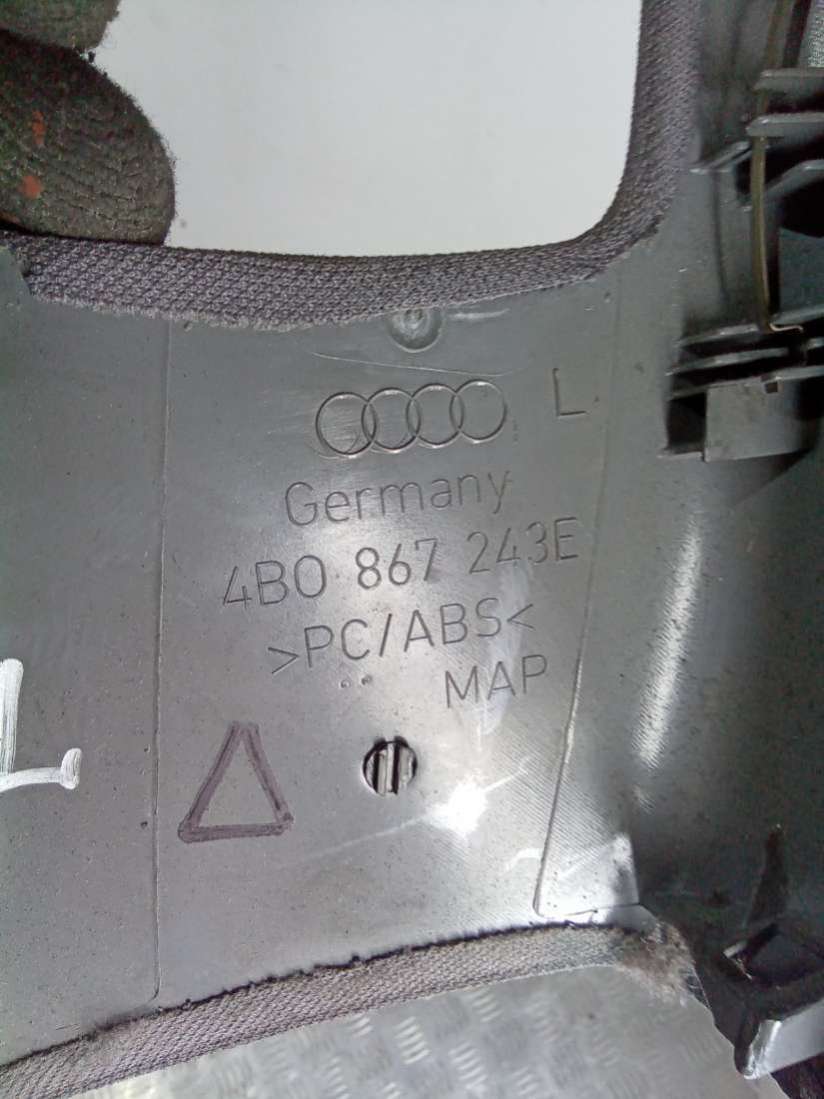 L
Germany
4B0 867 243E
>PC/ABS<
MAP